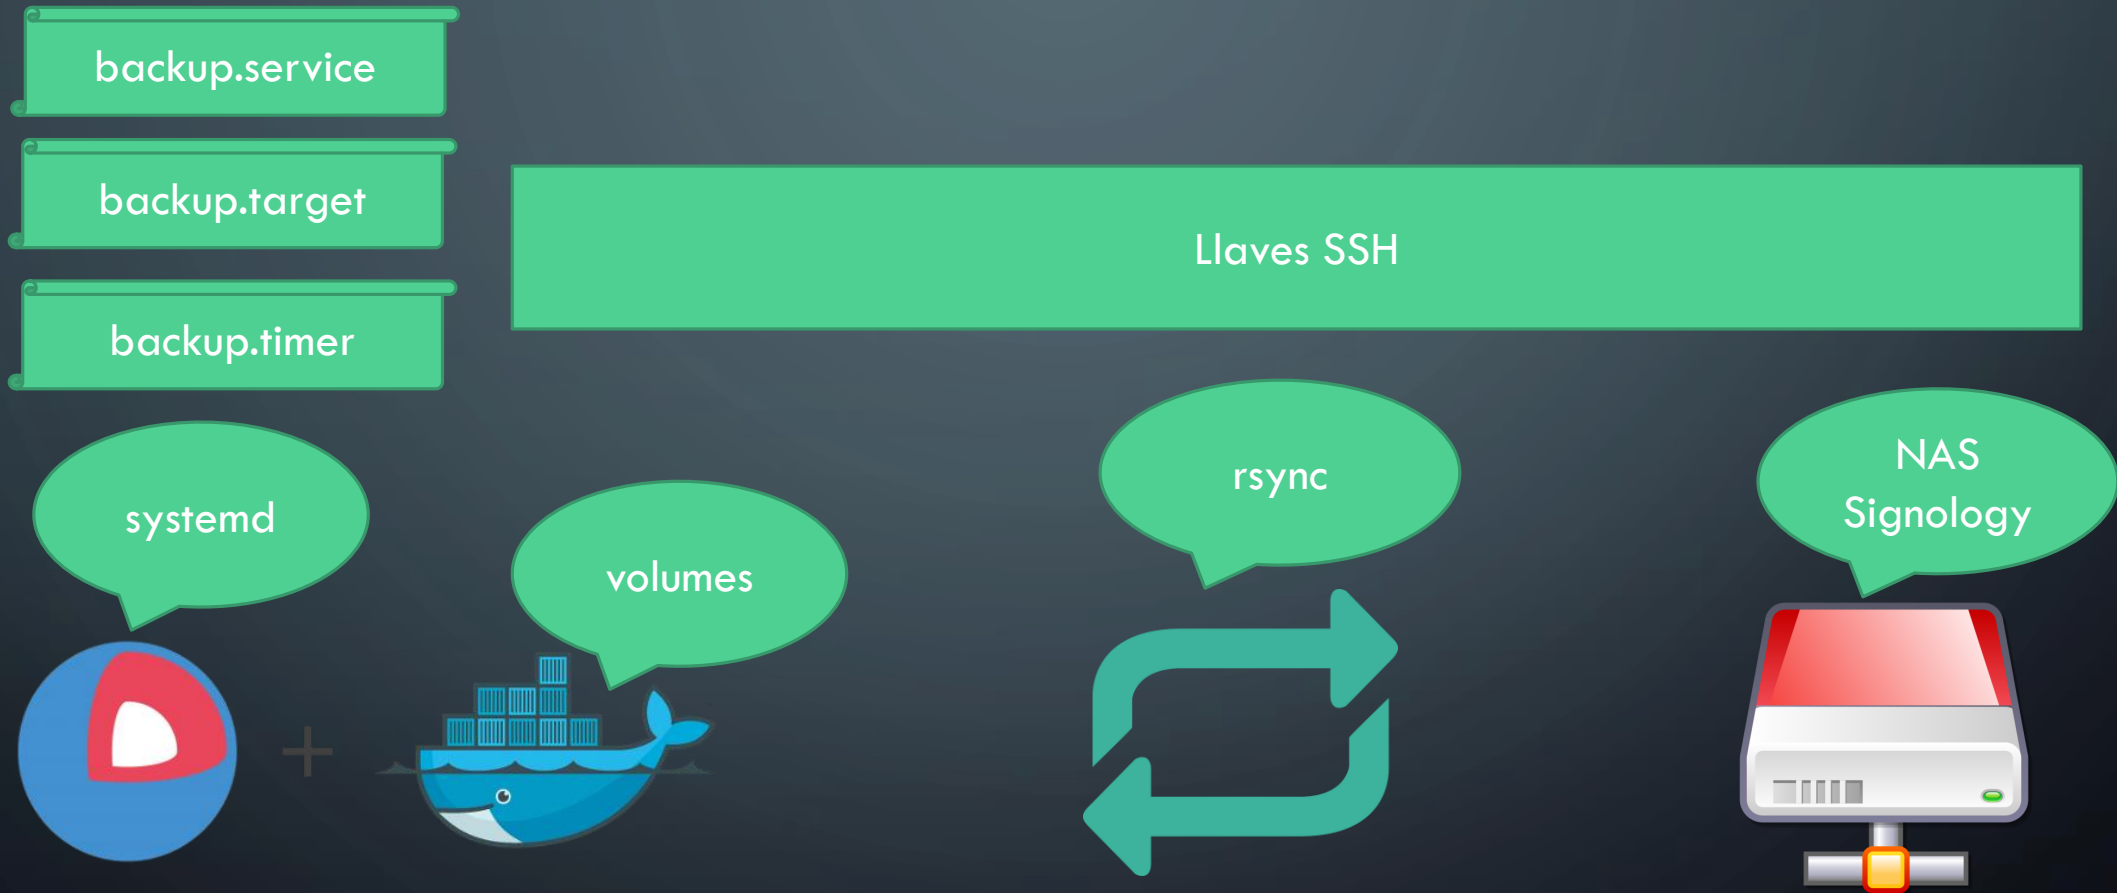 backup.service
backup.target
backup.timer
Llaves SSH
systemd
volumes
rsync
NAS
Signology